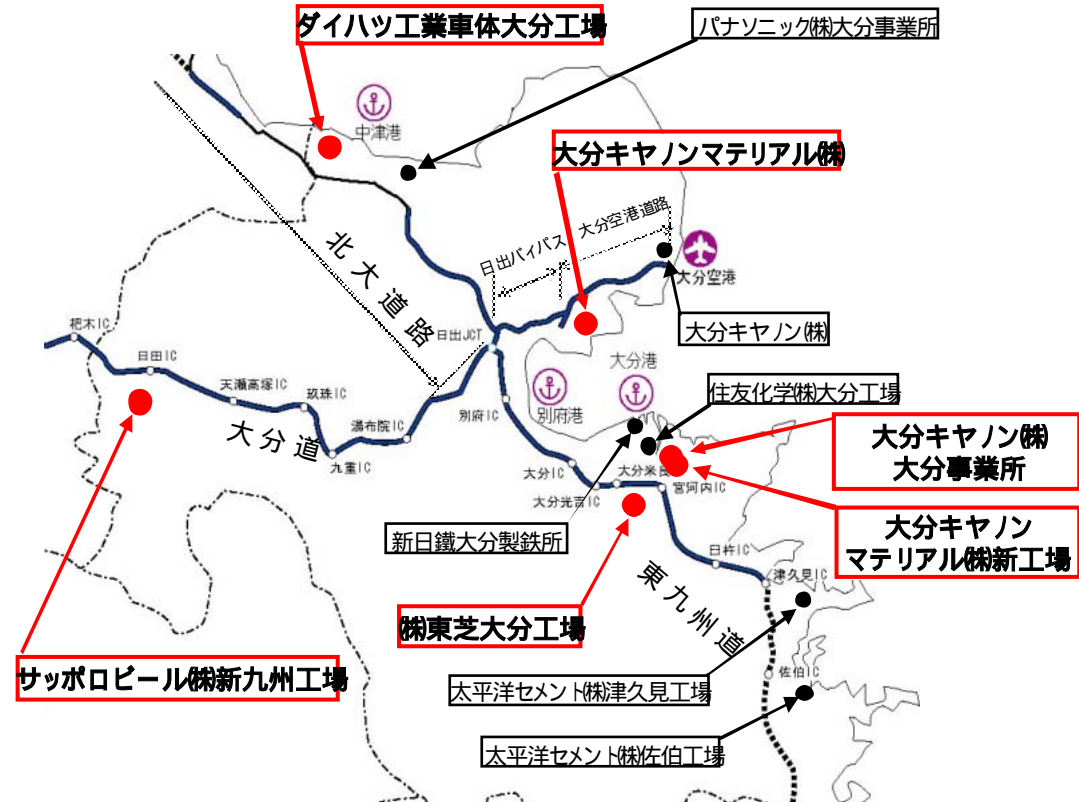 ダイハツ工業車体大分工場
パナソニック㈱大分事業所
中津港
大分キヤノンマテリアル㈱
日出バイパス
大分空港道路
大分空港
北大道路
大分キヤノン㈱
杷木IC
日田IC
天瀬高塚IC
玖珠IC
九重IC
湯布院IC
日出JCT
別府IC
大分道
別府港
大分港
住友化学㈱大分工場
大分キヤノン㈱
大分事業所
大分IC
大分光吉IC
大分米良
宮河内IC
新日鐵大分製鉄所
大分キヤノン
マテリアル㈱新工場
臼杵IC
津久見IC
東九州道
㈱東芝大分工場
サッポロビール㈱新九州工場
佐伯IC
太平洋セメント㈱津久見工場
太平洋セメント㈱佐伯工場